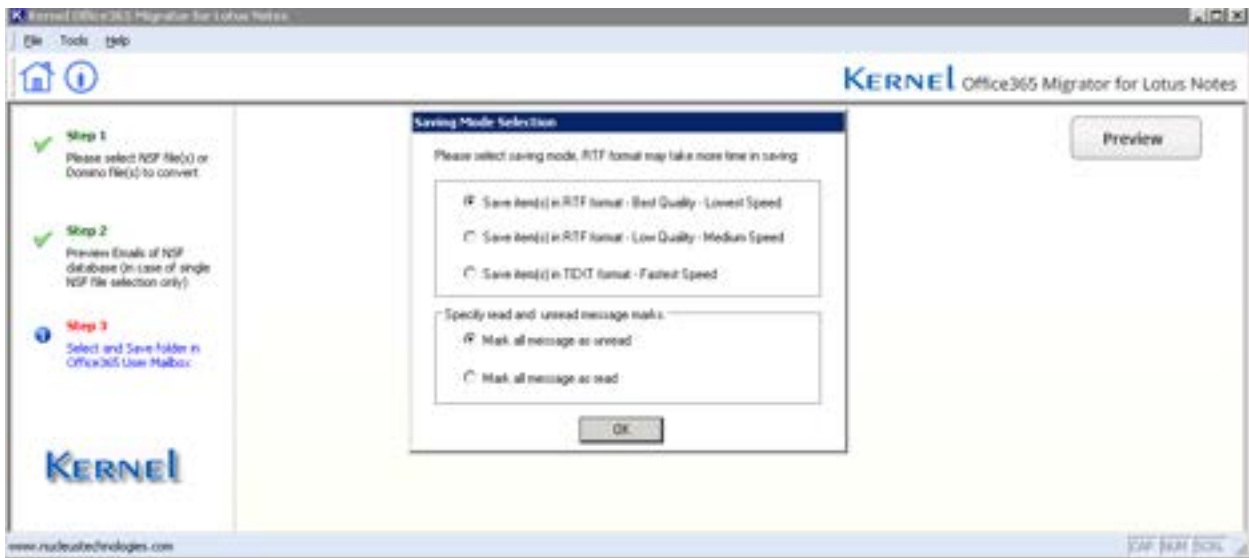 Kernel Office365 Migrator for Lotus Notes
File Tools Help
KERNEL Office365 Migrator for Lotus Notes
Step 1
Please select NSF file(s) or
Domino file(s) to convert
Step 2
Preview Emails of NSF
database (in case of single
NSF file selection only)
Step 3
Select and Save folder in
Office365 User Mailbox
KERNEL
Saving Mode Selection
Please select saving mode, RTF format may take more time in saving
Save item(s) in RTF format - Best Quality - Lowest Speed
Save item(s) in RTF format - Low Quality - Medium Speed
Save item(s) in TEXT format - Fastest Speed
Specify read and unread message marks.
Mark all message as unread
Mark all message as read
OK
Preview
www.nucleustechnologies.com
CAP NUM SCRL